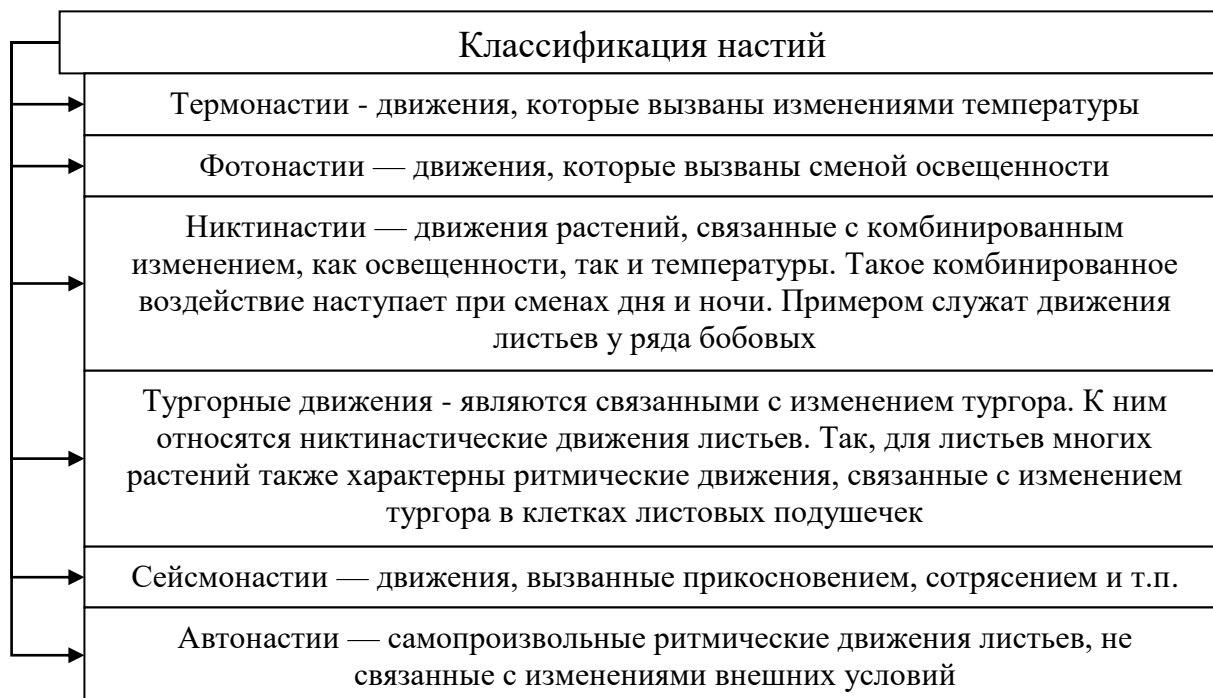 Классификация настий
Термонастии - движения, которые вызваны изменениями температуры
Фотонастии — движения, которые вызваны сменой освещенности
Никтинастии — движения растений, связанные с комбинированным
изменением, как освещенности, так и температуры. Такое комбинированное
воздействие наступает при сменах дня и ночи. Примером служат движения
листьев у ряда бобовых
Тургорные движения - являются связанными с изменением тургора. К ним
относятся никтинастические движения листьев. Так, для листьев многих
растений также характерны ритмические движения, связанные с изменением
тургора в клетках листовых подушечек
Сейсмонастии — движения, вызванные прикосновением, сотрясением и т.п.
Автонастии — самопроизвольные ритмические движения листьев, не
связанные с изменениями внешних условий